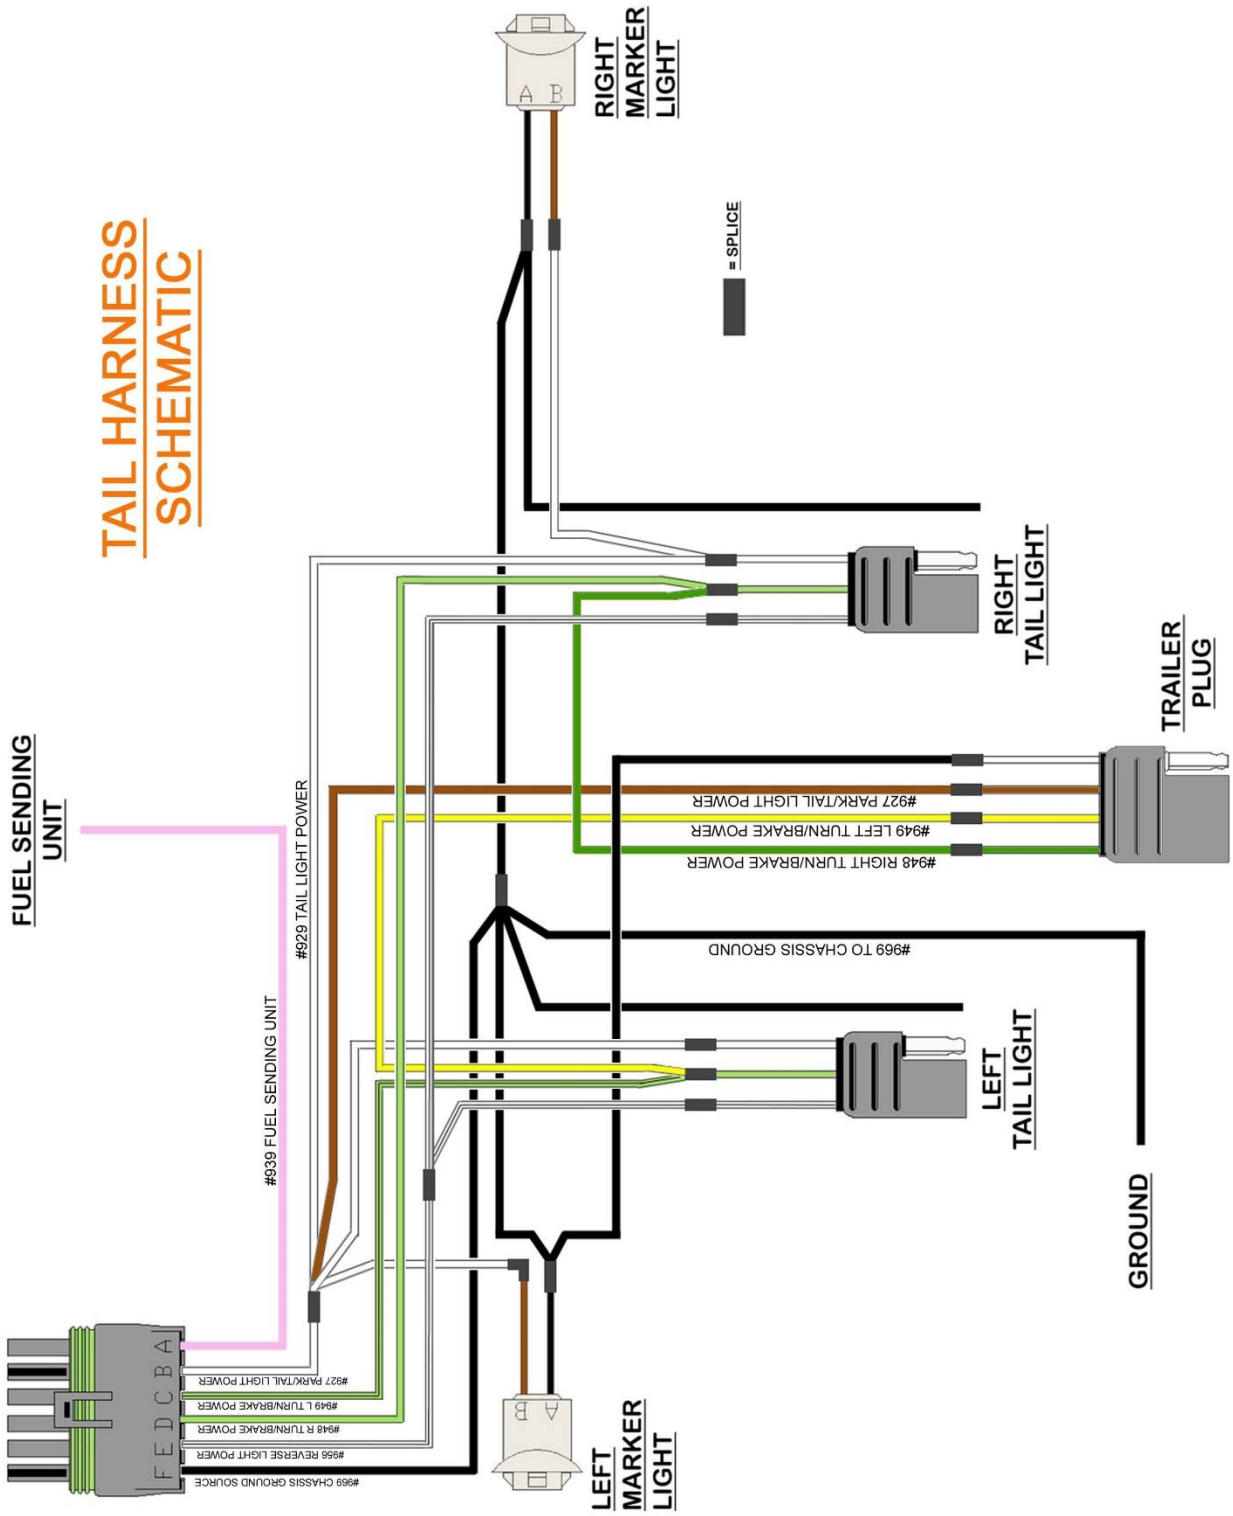 TAIL HARNESS
SCHEMATIC
FUEL SENDING
UNIT
RIGHT
MARKER
LIGHT
A
B
= SPLICE
RIGHT
TAIL LIGHT
TRAILER
PLUG
#927 PARK/TAIL LIGHT POWER
#949 LEFT TURN/BRAKE POWER
#948 RIGHT TURN/BRAKE POWER
#929 TAIL LIGHT POWER
#939 FUEL SENDING UNIT
#969 TO CHASSIS GROUND
LEFT
TAIL LIGHT
GROUND
A
B
C
D
E
F
#927 PARK/TAIL LIGHT POWER
#949 L TURN/BRAKE POWER
#948 R TURN/BRAKE POWER
#956 REVERSE LIGHT POWER
#969 CHASSIS GROUND SOURCE
B
A
LEFT
MARKER
LIGHT